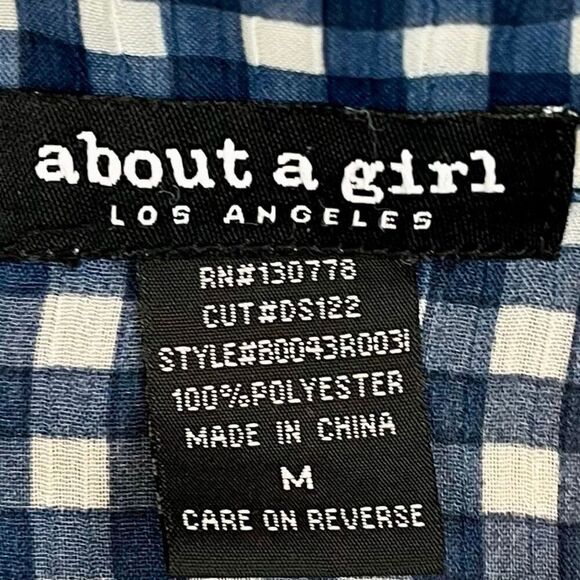 about a girl
LOS ANGELES
RN#130778
CUT#DS122
STYLE#B0043R0031
100%POLYESTER
MADE IN CHINA
M
CARE ON REVERSE